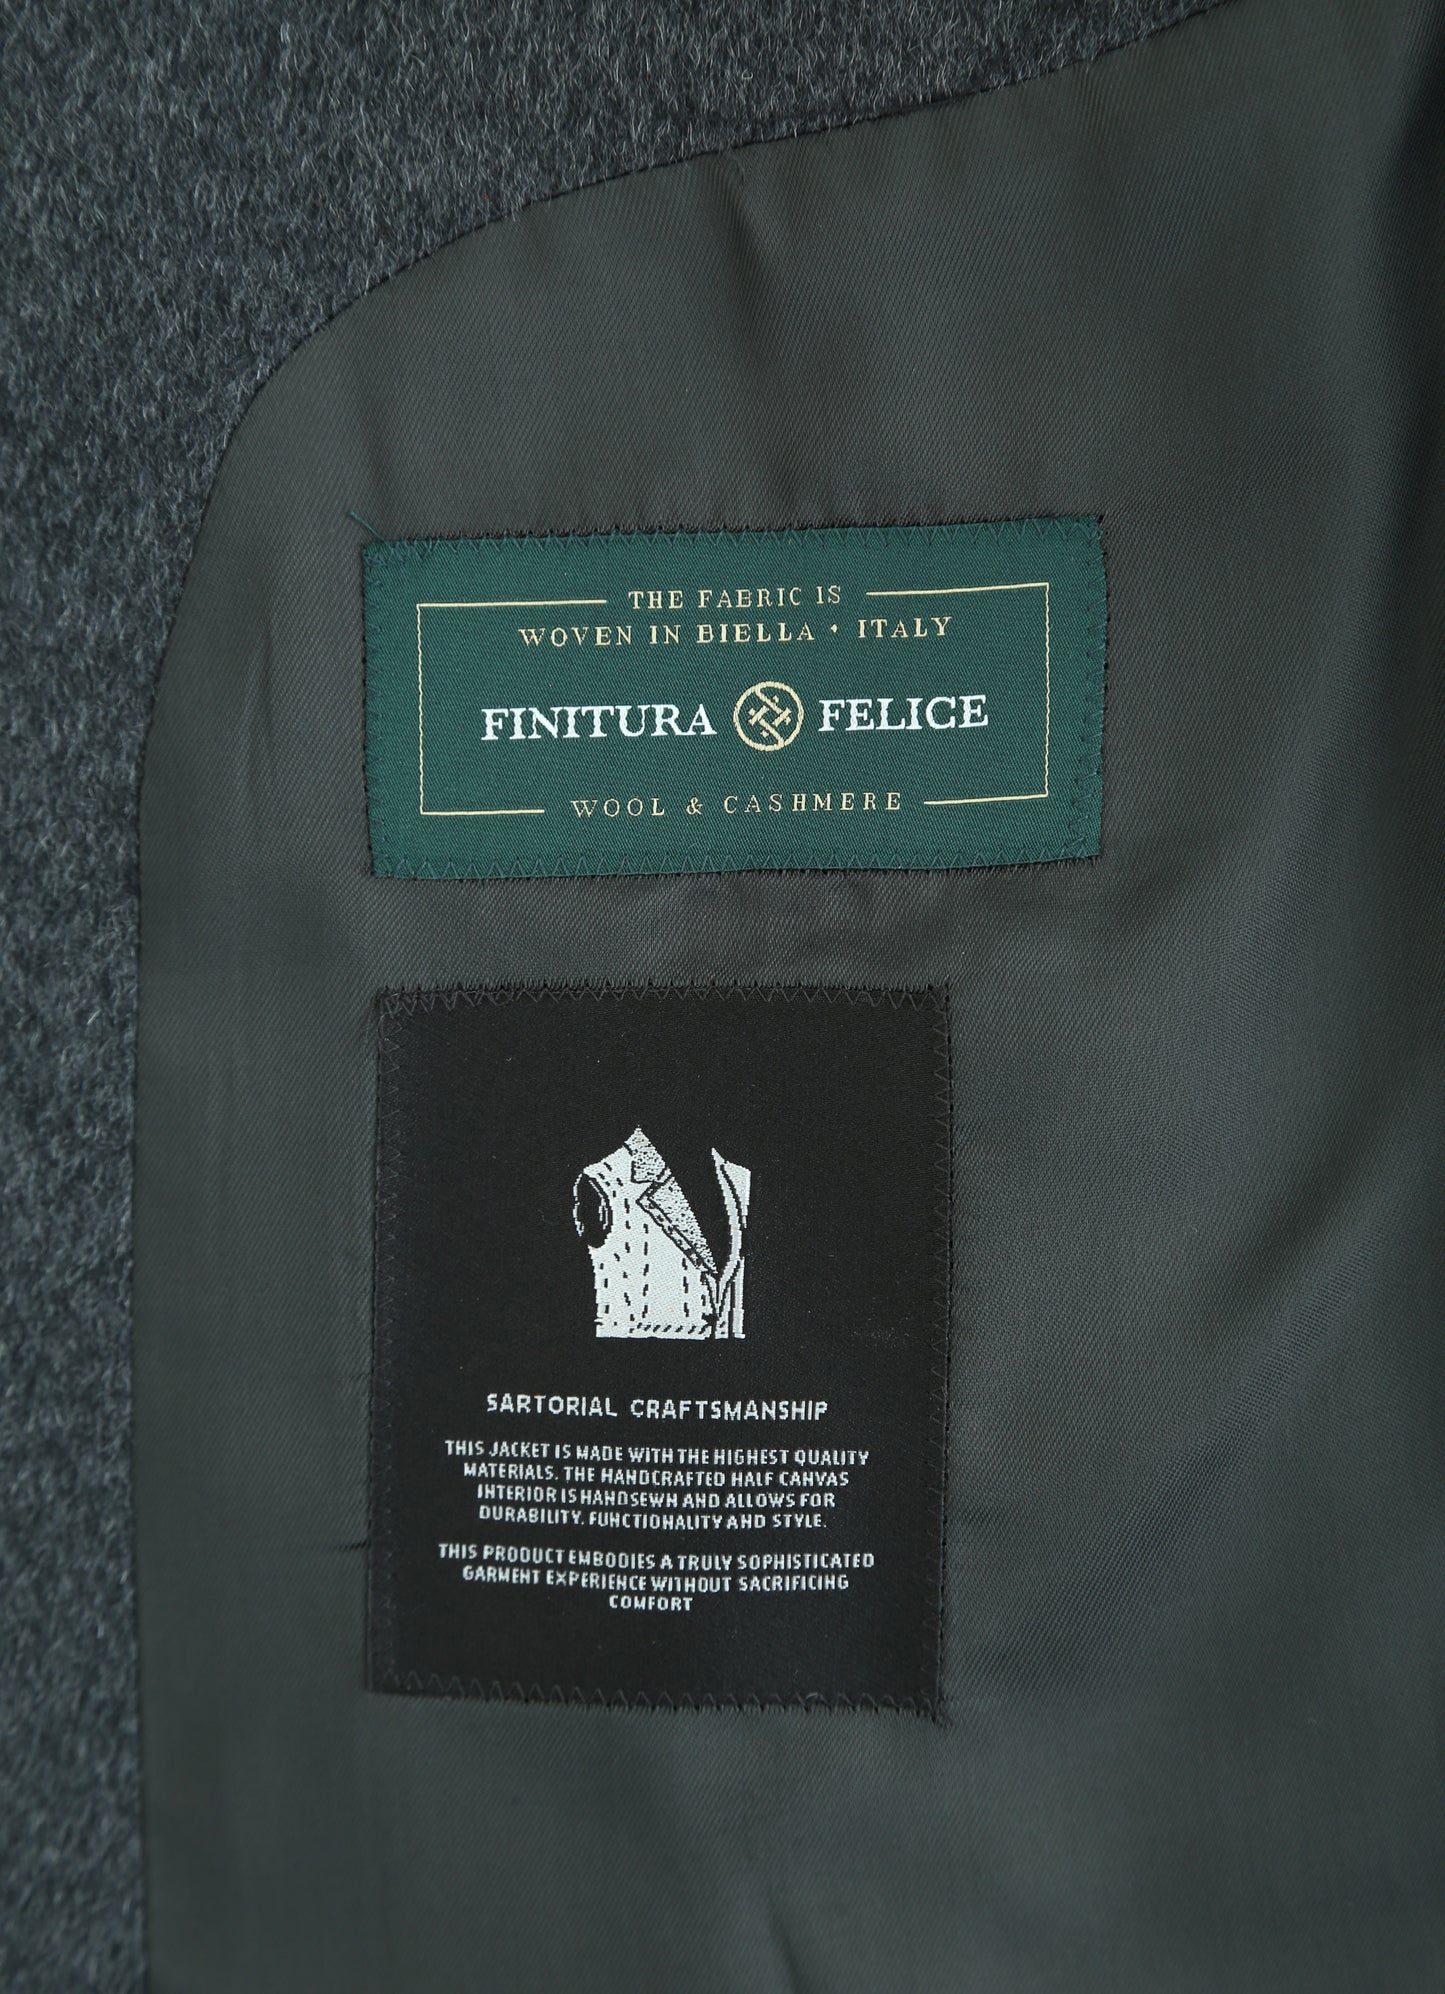 THE FABRIC IS
WOVEN IN BIELLA • ITALY
FINITURA FELICE
WOOL & CASHMERE
SARTORIAL CRAFTSMANSHIP
THIS JACKET IS MADE WITH THE HIGHEST QUALITY
MATERIALS. THE HANDCRAFTED HALF CANVAS
INTERIOR IS HANDSEWN AND ALLOWS FOR
DURABILITY, FUNCTIONALITY AND STYLE.
THIS PRODUCT EMBODIES A TRULY SOPHISTICATED
GARMENT EXPERIENCE WITHOUT SACRIFICING
COMFORT